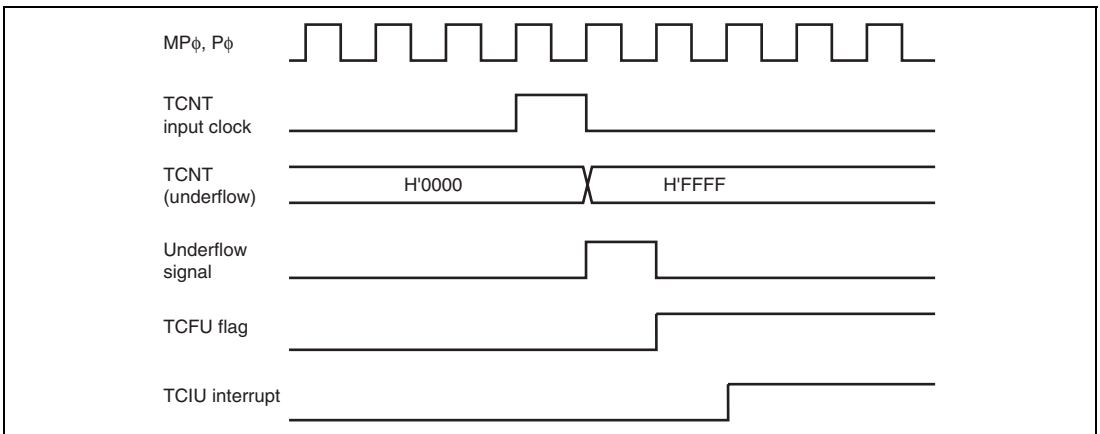 MPφ, Pφ
TCNT
input clock
TCNT
(underflow)
H'0000
H'FFFF
Underflow
signal
TCFU flag
TCIU interrupt